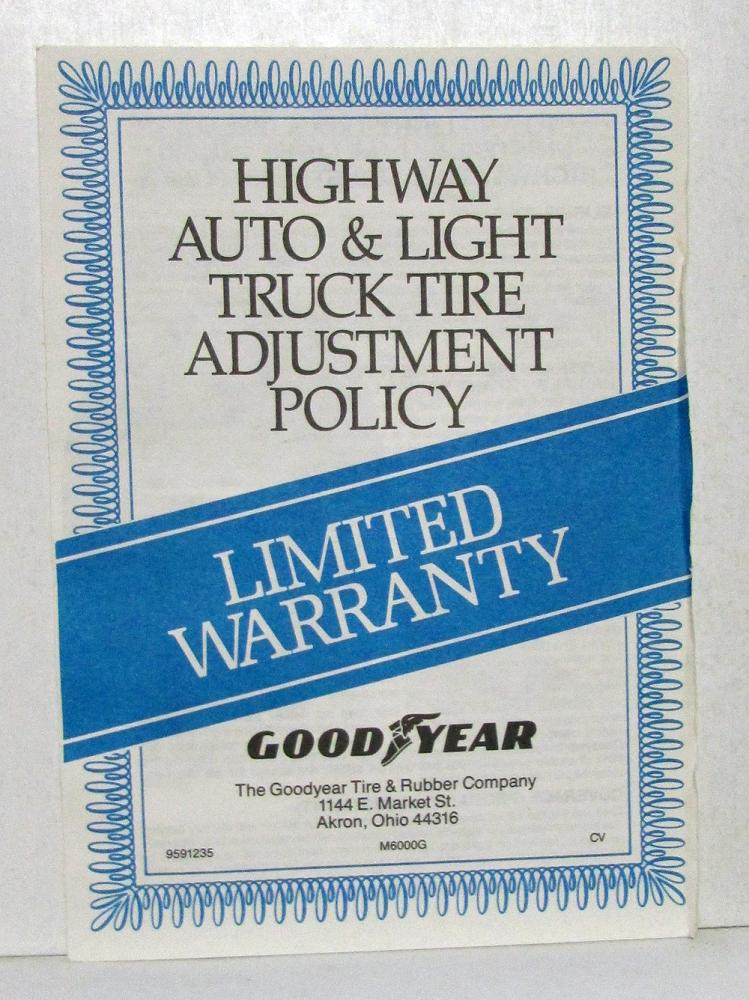 HIGHWAY
AUTO & LIGHT
TRUCK TIRE
ADJUSTMENT
POLICY
LIMITED
WARRANTY
GOODYEAR
The Goodyear Tire & Rubber Company
1144 E. Market St.
Akron, Ohio 44316
9591235 M6000G CV